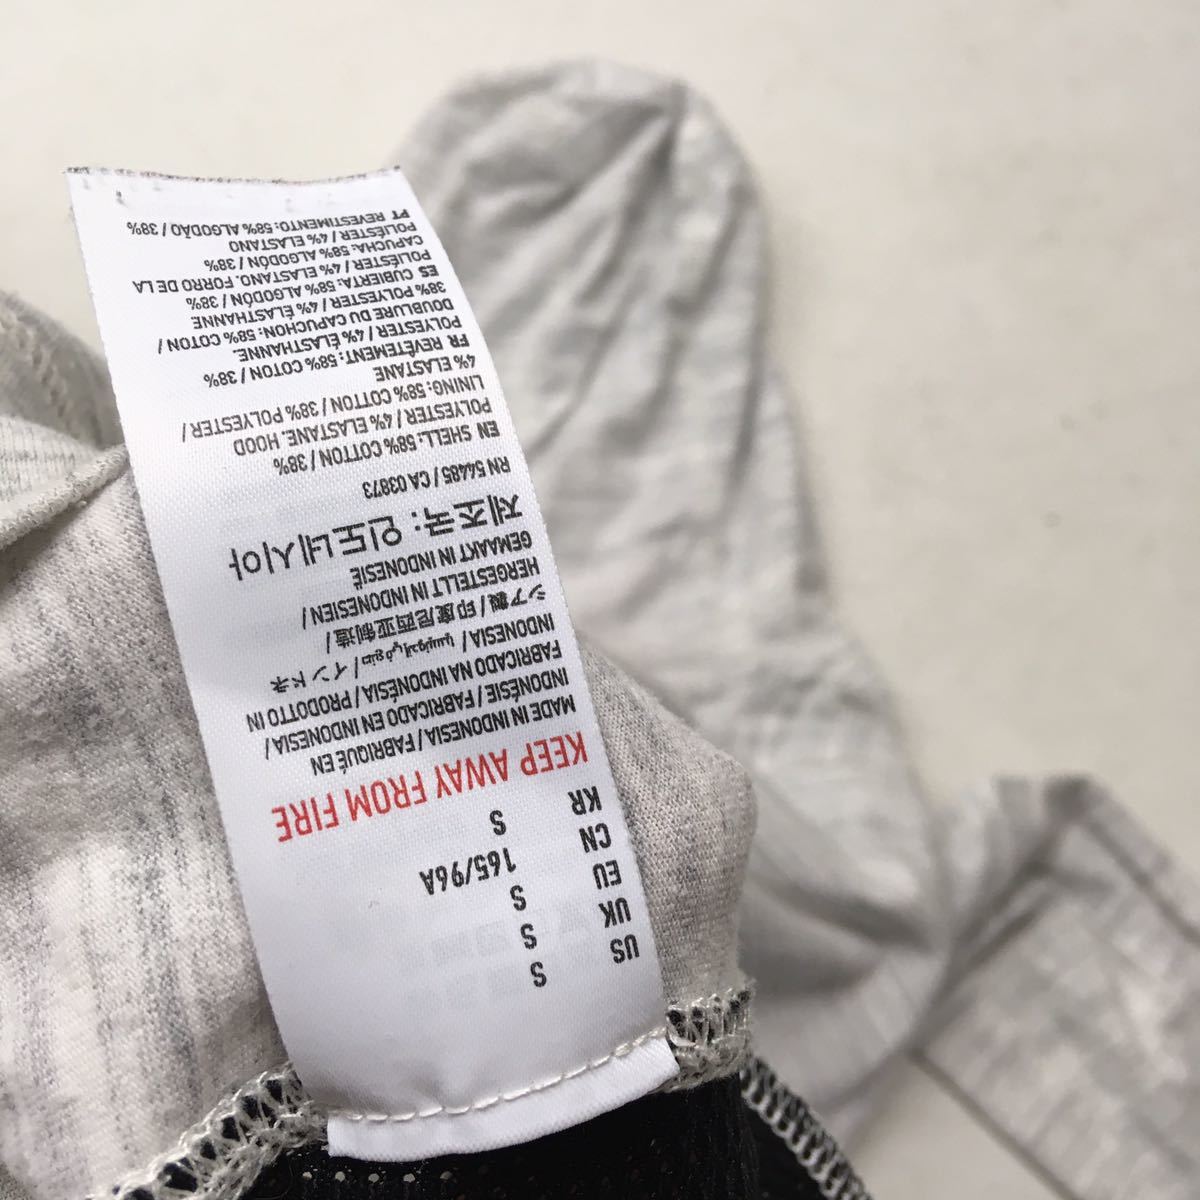 US S
UK S
EU S
CN 165/96A
KR S
KEEP AWAY FROM FIRE
MADE IN INDONESIA / FABRIQUÉ EN
INDONÉSIE / FABRICADO EN INDONESIA /
FABRICADO NA INDONÉSIA / PRODOTTO IN
INDONESIA / صنع في إندونيسيا / インドネ
シア製 / 印度尼西亚制造 /
HERGESTELLT IN INDONESIEN /
GEMAAKT IN INDONESIË
제조국: 인도네시아
RN 54485 / CA 03873
EN SHELL: 58% COTTON / 38%
POLYESTER / 4% ELASTANE. HOOD
LINING: 58% COTTON / 38% POLYESTER /
4% ELASTANE
FR REVÊTEMENT: 58% COTON / 38%
POLYESTER / 4% ÉLASTHANNE.
DOUBLURE DU CAPUCHON: 58% COTON /
38% POLYESTER / 4% ÉLASTHANNE
ES CUBIERTA: 58% ALGODÓN / 38%
POLIÉSTER / 4% ELASTANO. FORRO DE LA
CAPUCHA: 58% ALGODÓN / 38%
POLIÉSTER / 4% ELASTANO
PT REVESTIMENTO: 58% ALGODÃO / 38%